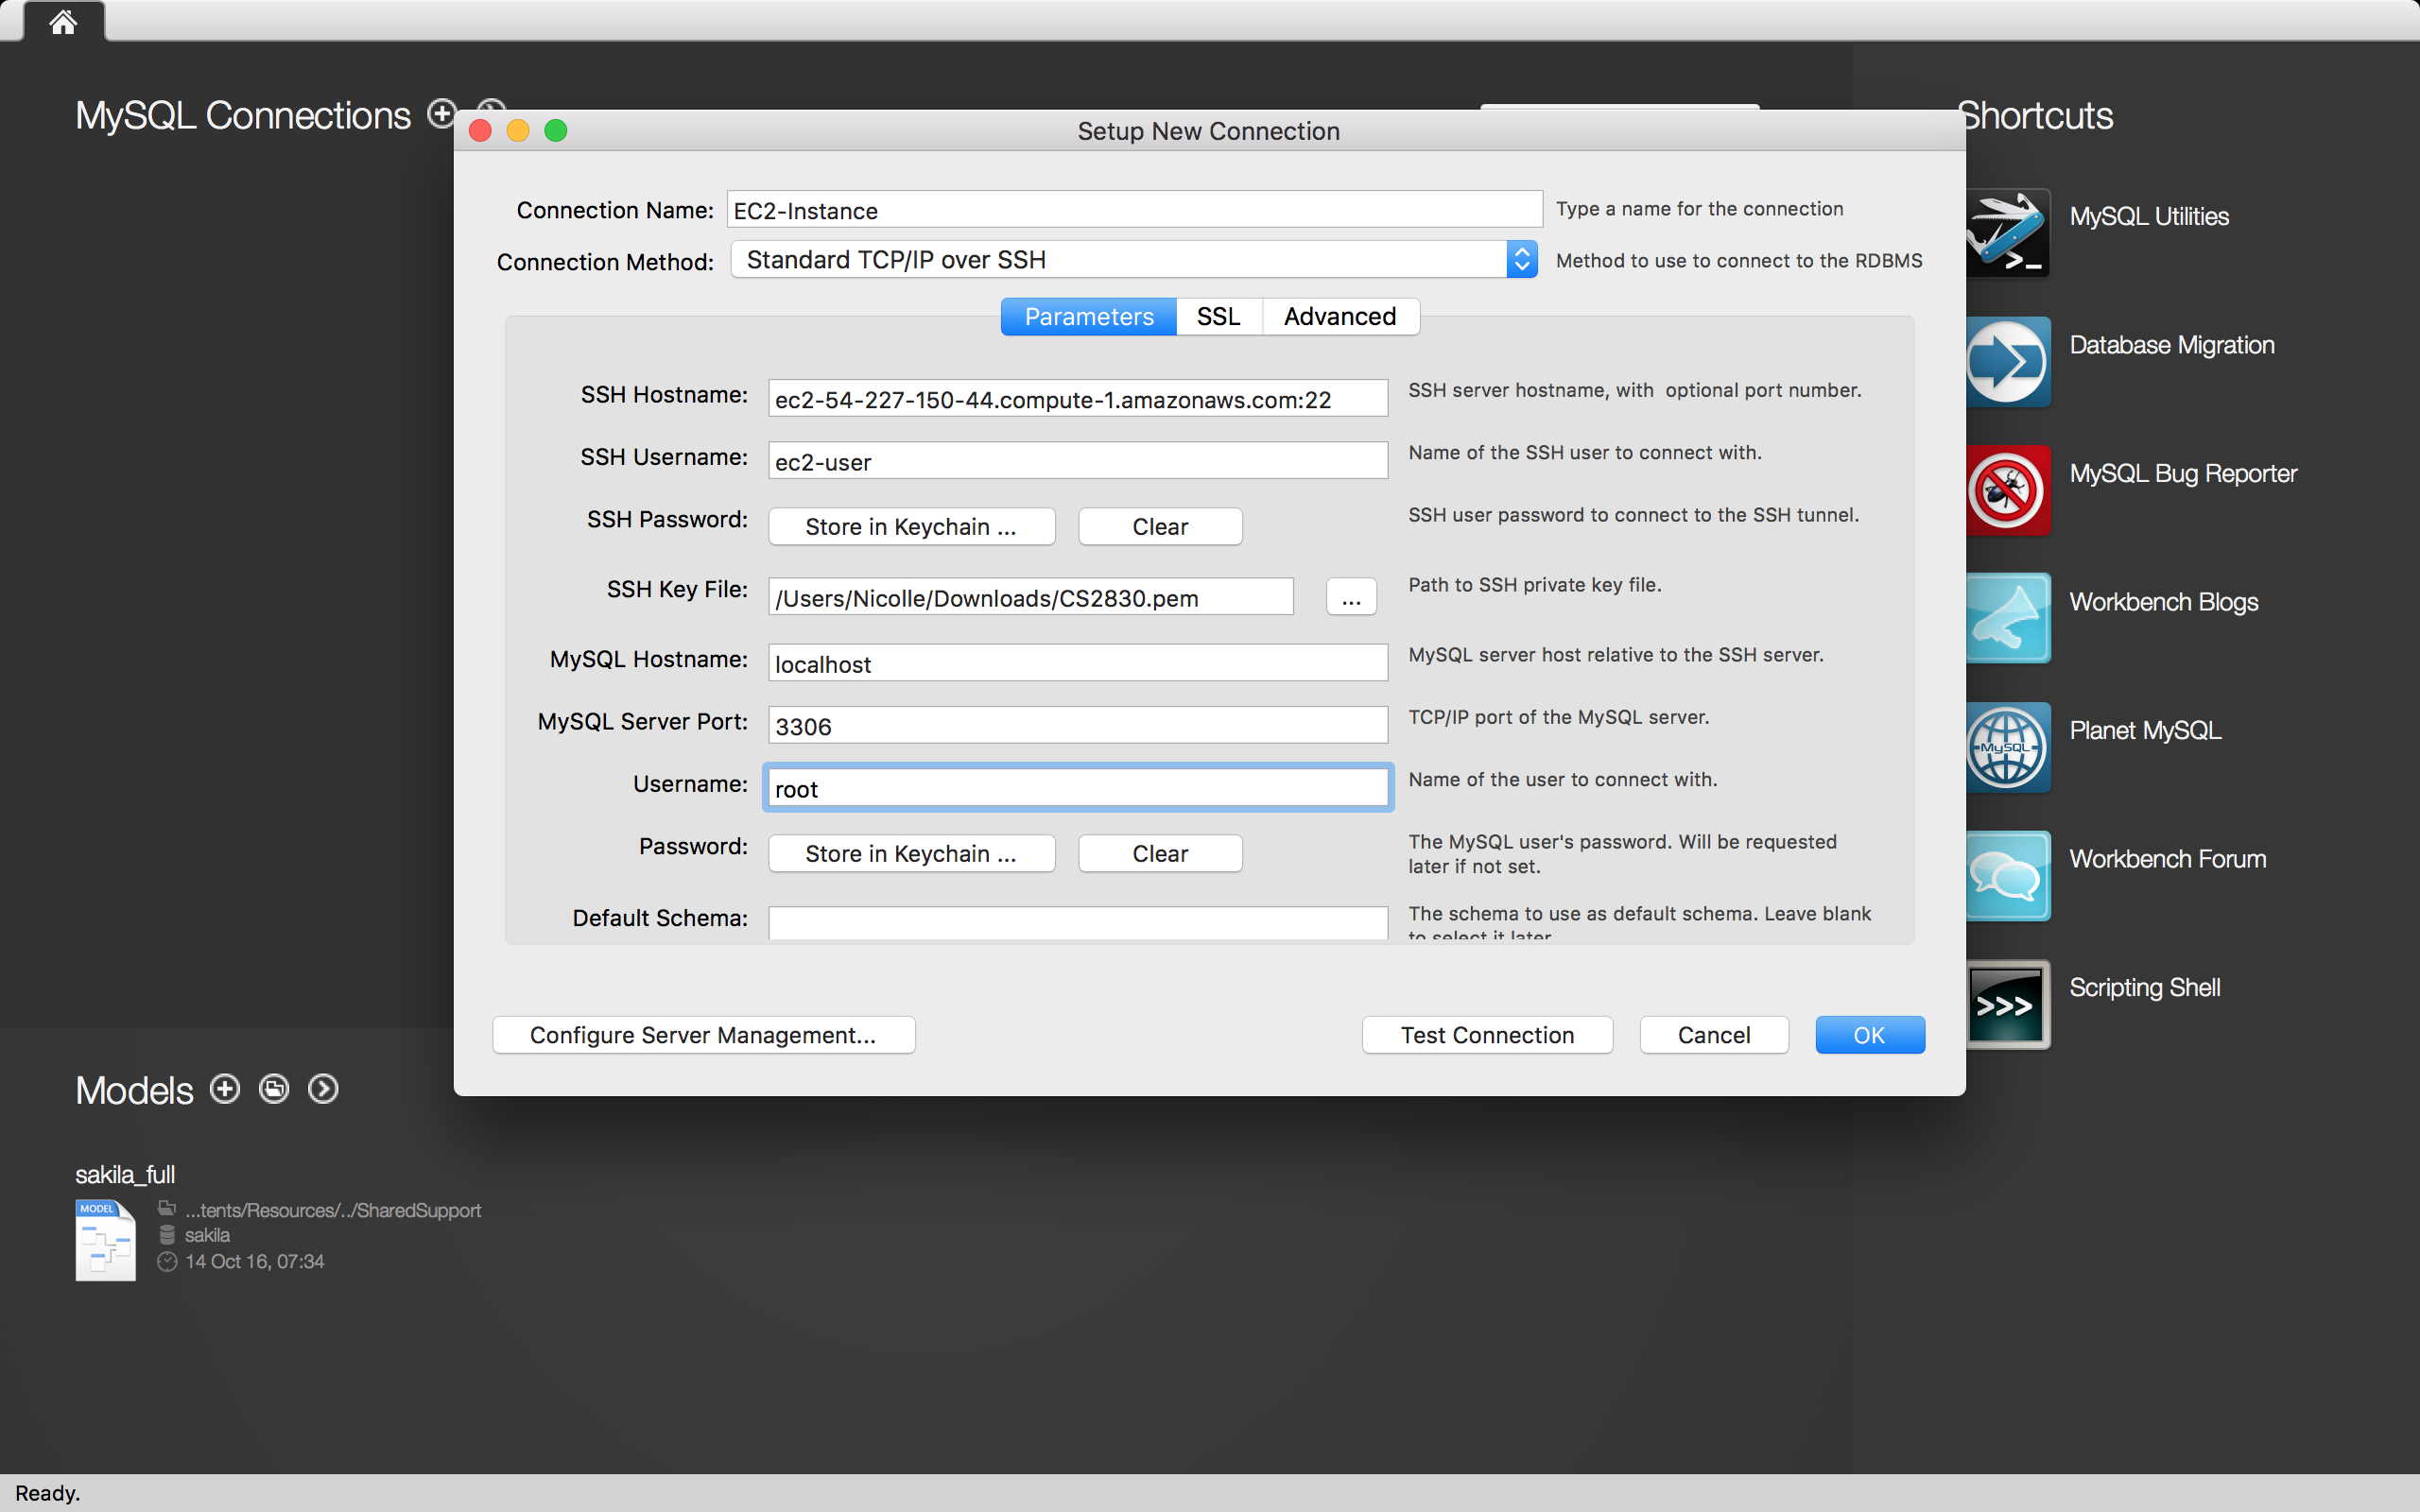 MySQL Connections
Setup New Connection
Connection Name:
EC2-Instance
Type a name for the connection
Connection Method:
Standard TCP/IP over SSH
Method to use to connect to the RDBMS
Parameters
SSL
Advanced
SSH Hostname:
ec2-54-227-150-44.compute-1.amazonaws.com:22
SSH server hostname, with  optional port number.
SSH Username:
ec2-user
Name of the SSH user to connect with.
SSH Password:
Store in Keychain ...
Clear
SSH user password to connect to the SSH tunnel.
SSH Key File:
/Users/Nicolle/Downloads/CS2830.pem
...
Path to SSH private key file.
MySQL Hostname:
localhost
MySQL server host relative to the SSH server.
MySQL Server Port:
3306
TCP/IP port of the MySQL server.
Username:
root
Name of the user to connect with.
Password:
Store in Keychain ...
Clear
The MySQL user's password. Will be requested
later if not set.
Default Schema:
The schema to use as default schema. Leave blank
to select it later.
Configure Server Management...
Test Connection
Cancel
OK
Shortcuts
>_
MySQL Utilities
Database Migration
MySQL Bug Reporter
Workbench Blogs
MySQL
Planet MySQL
Workbench Forum
>>>
Scripting Shell
Models
sakila_full
MODEL
...tents/Resources/../SharedSupport
sakila
14 Oct 16, 07:34
Ready.